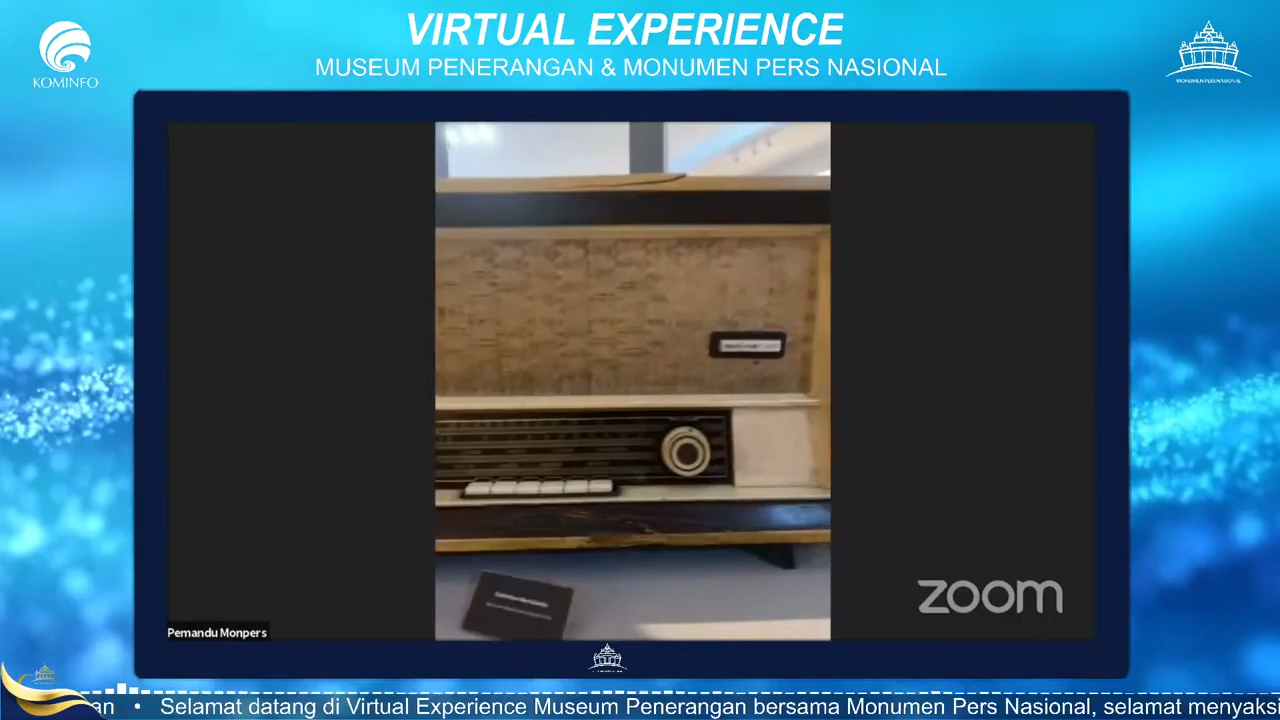 VIRTUAL EXPERIENCE
MUSEUM PENERANGAN & MONUMEN PERS NASIONAL
KOMINFO
MONUMEN PERS NASIONAL
zoom
Pemandu Monpers
an • Selamat datang di Virtual Experience Museum Penerangan bersama Monumen Pers Nasional, selamat menyaksi